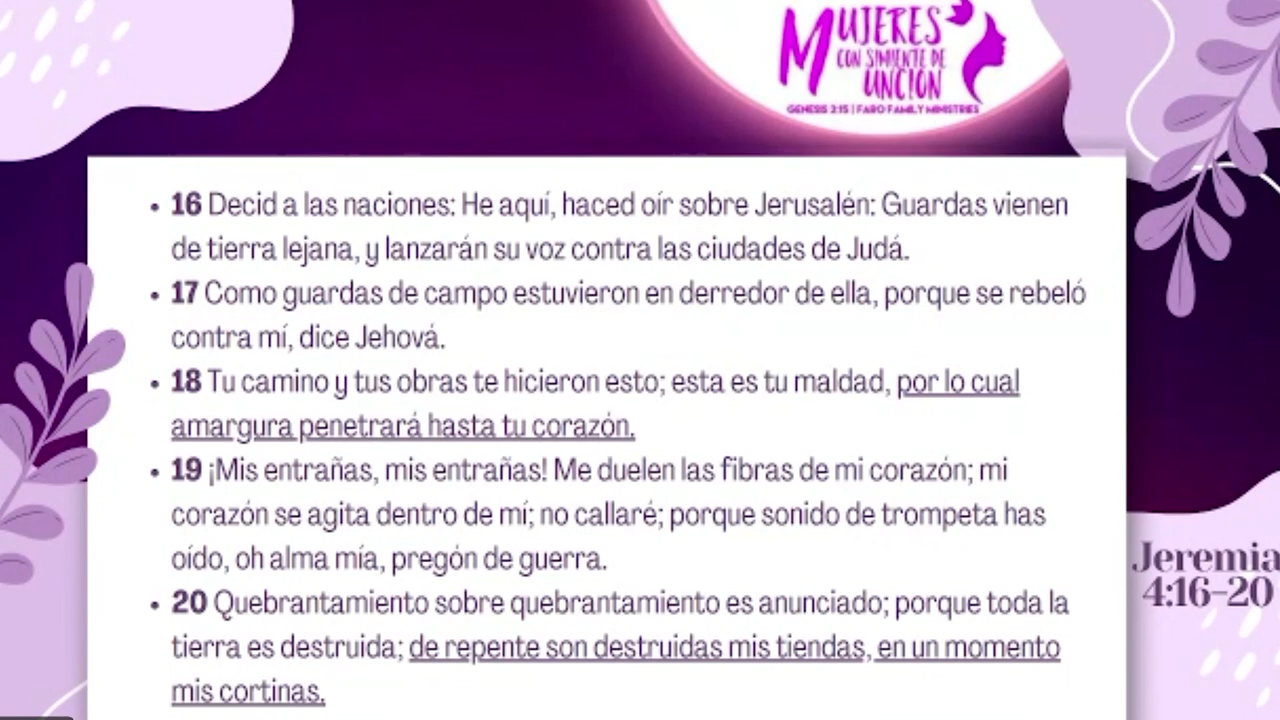 MUJERES
CON SIMIENTE DE
UNCION
GENESIS 3:15 | FARO FAMILY MINISTRIES
• 16 Decid a las naciones: He aquí, haced oír sobre Jerusalén: Guardas vienen
de tierra lejana, y lanzarán su voz contra las ciudades de Judá.
• 17 Como guardas de campo estuvieron en derredor de ella, porque se rebeló
contra mí, dice Jehová.
• 18 Tu camino y tus obras te hicieron esto; esta es tu maldad, por lo cual
amargura penetrará hasta tu corazón.
• 19 ¡Mis entrañas, mis entrañas! Me duelen las fibras de mi corazón; mi
corazón se agita dentro de mí; no callaré; porque sonido de trompeta has
oído, oh alma mía, pregón de guerra.
• 20 Quebrantamiento sobre quebrantamiento es anunciado; porque toda la
tierra es destruida; de repente son destruidas mis tiendas, en un momento
mis cortinas.
Jeremia
4:16-20